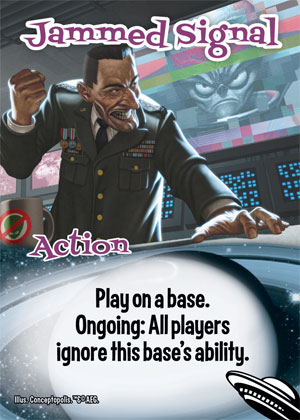 Jammed Signal
Action
Play on a base.
Ongoing: All players
ignore this base's ability.
Illus. Conceptopolis. ™&©AEG.